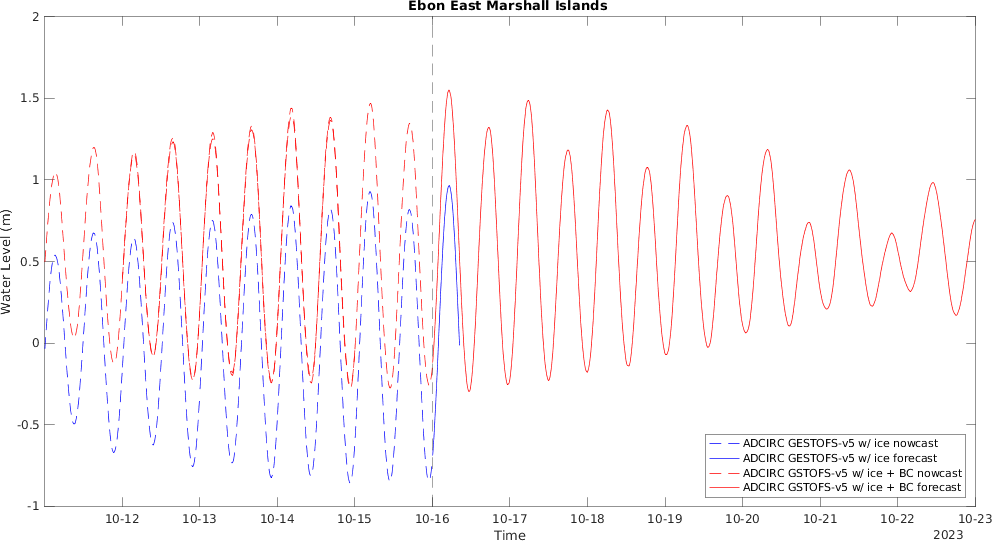 Ebon East Marshall Islands
2
1.5
1
0.5
0
-0.5
-1
Water Level (m)
ADCIRC GESTOFS-v5 w/ ice nowcast
ADCIRC GESTOFS-v5 w/ ice forecast
ADCIRC GSTOFS-v5 w/ ice + BC nowcast
ADCIRC GSTOFS-v5 w/ ice + BC forecast
10-12 10-13 10-14 10-15 10-16 10-17 10-18 10-19 10-20 10-21 10-22 10-23
Time
2023